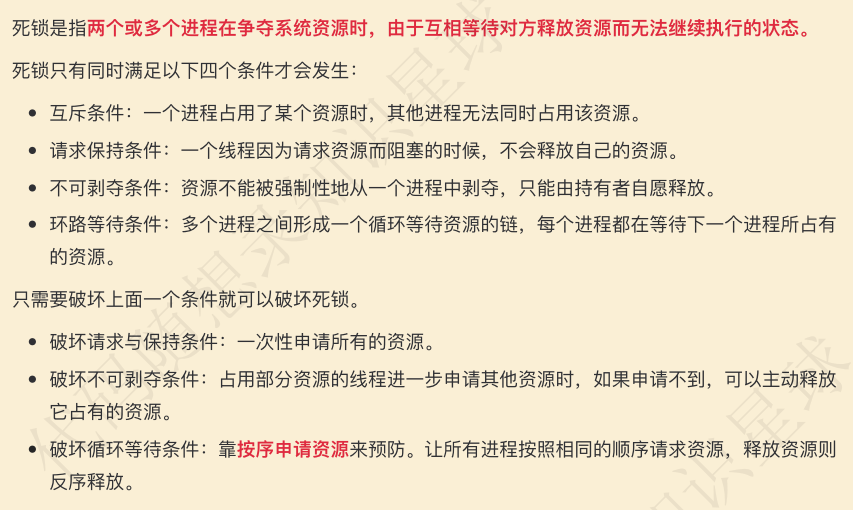 死锁是指两个或多个进程在争夺系统资源时，由于互相等待对方释放资源而无法继续执行的状态。
死锁只有同时满足以下四个条件才会发生：
• 互斥条件：一个进程占用了某个资源时，其他进程无法同时占用该资源。
• 请求保持条件：一个线程因为请求资源而阻塞的时候，不会释放自己的资源。
• 不可剥夺条件：资源不能被强制性地从一个进程中剥夺，只能由持有者自愿释放。
• 环路等待条件：多个进程之间形成一个循环等待资源的链，每个进程都在等待下一个进程所占有
的资源。
只需要破坏上面一个条件就可以破坏死锁。
• 破坏请求与保持条件：一次性申请所有的资源。
• 破坏不可剥夺条件：占用部分资源的线程进一步申请其他资源时，如果申请不到，可以主动释放
它占有的资源。
• 破坏循环等待条件：靠按序申请资源来预防。让所有进程按照相同的顺序请求资源，释放资源则
反序释放。
代码随想录知识星球
识星球